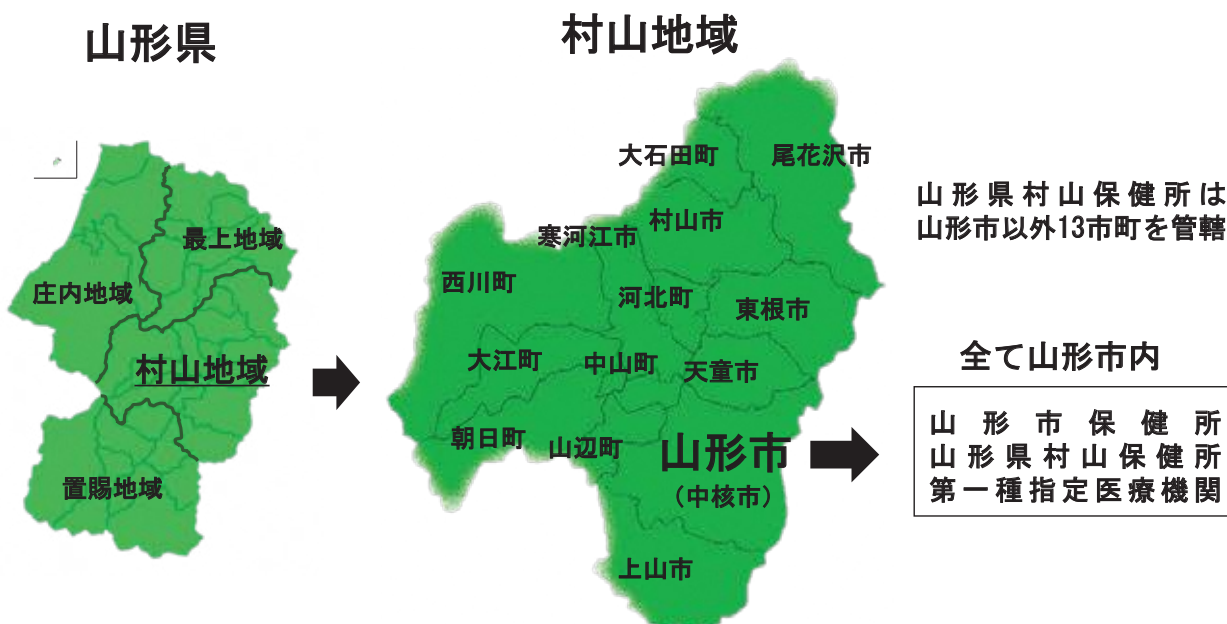 山形県
村山地域
最上地域
庄内地域
村山地域
置賜地域
大石田町
尾花沢市
村山市
寒河江市
西川町
河北町
東根市
大江町
中山町
天童市
朝日町
山辺町
山形市
（中核市）
上山市
山形県村山保健所は
山形市以外13市町を管轄
全て山形市内
山形市保健所
山形県村山保健所
第一種指定医療機関